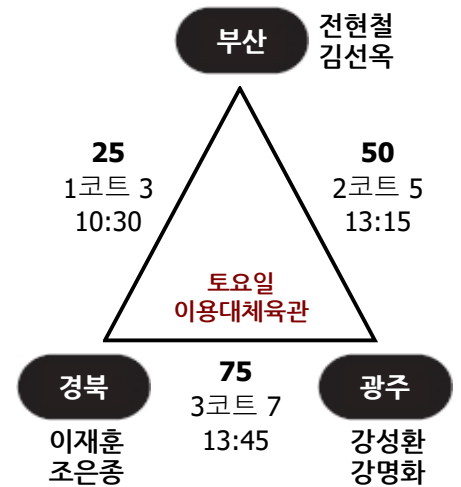 부산
전현철
김선옥
25
1코트 3
10:30
50
2코트 5
13:15
토요일
이용대체육관
경북
이재훈
조은종
75
3코트 7
13:45
광주
강성환
강명화